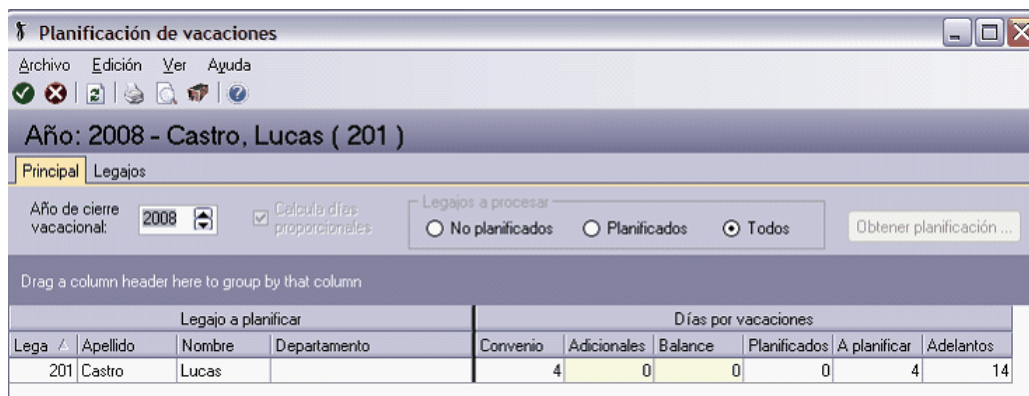 Planificación de vacaciones
Archivo Edición Ver Ayuda
Año: 2008 - Castro, Lucas ( 201 )
Principal Legajos
Año de cierre vacacional: 2008
Calcula días proporcionales
Legajos a procesar
No planificados Planificados Todos
Obtener planificación ...
Drag a column header here to group by that column
Legajo a planificar Días por vacaciones
Lega Apellido Nombre Departamento Convenio Adicionales Balance Planificados A planificar Adelantos
201 Castro Lucas 4 0 0 0 4 14